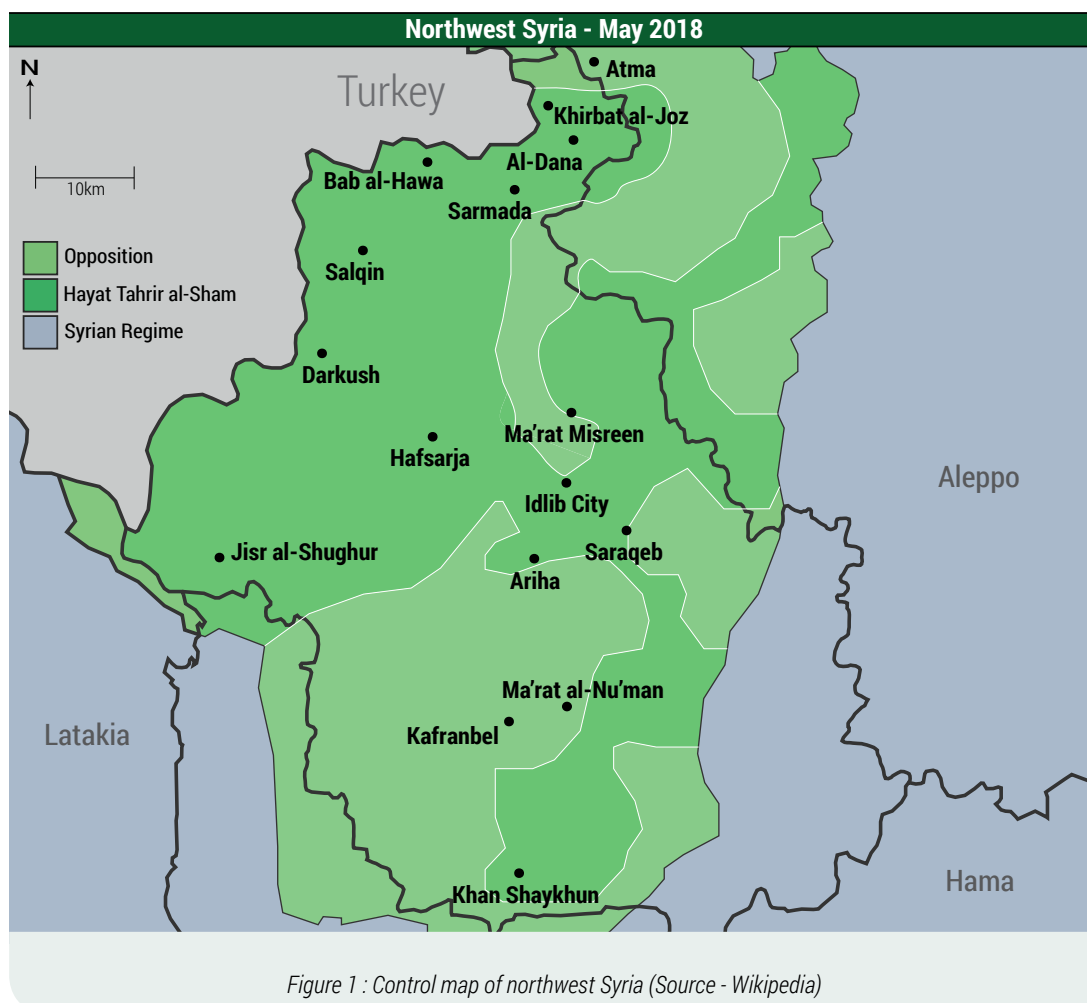 Northwest Syria - May 2018
N
Turkey
Atma
Khirbat al-Joz
Al-Dana
Bab al-Hawa
10km
Sarmada
Opposition
Salqin
Hayat Tahrir al-Sham
Syrian Regime
Darkush
Ma'rat Misreen
Hafsarja
Aleppo
Idlib City
Jisr al-Shughur
Saraqeb
Ariha
Ma'rat al-Nu'man
Latakia
Kafranbel
Khan Shaykhun
Hama
Figure 1 : Control map of northwest Syria (Source - Wikipedia)